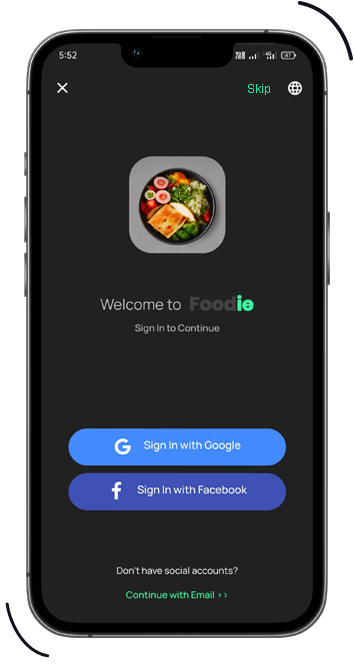 5:52
Skip
Welcome to Foodie
Sign In to Continue
G Sign In with Google
f Sign In with Facebook
Don't have social accounts?
Continue with Email >>